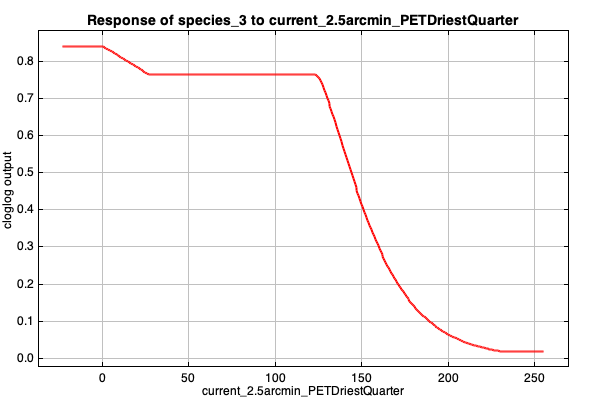 Response of species_3 to current_2.5arcmin_PETDriestQuarter
cloglog output
0.8
0.7
0.6
0.5
0.4
0.3
0.2
0.1
0.0
0 50 100 150 200 250
current_2.5arcmin_PETDriestQuarter